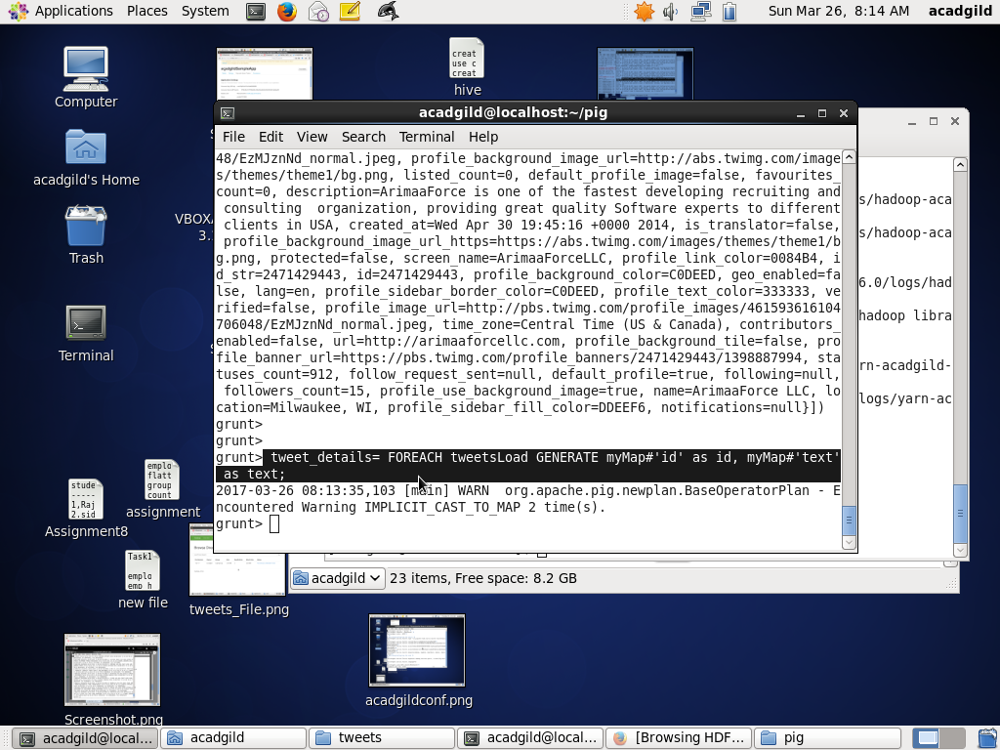 Applications Places System Sun Mar 26, 8:14 AM acadgild
Computer
creat
use c
creat
hive
acadgild's Home
Trash
VBOX
3.
Terminal
acadgild@localhost:~/pig
File Edit View Search Terminal Help
48/EzMJznNd_normal.jpeg, profile_background_image_url=http://abs.twimg.com/image
s/themes/theme1/bg.png, listed_count=0, default_profile_image=false, favourites_
count=0, description=ArimaaForce is one of the fastest developing recruiting and
consulting  organization, providing great quality Software experts to different
clients in USA, created_at=Wed Apr 30 19:45:16 +0000 2014, is_translator=false,
profile_background_image_url_https=https://abs.twimg.com/images/themes/theme1/b
g.png, protected=false, screen_name=ArimaaForceLLC, profile_link_color=0084B4, i
d_str=2471429443, id=2471429443, profile_background_color=C0DEED, geo_enabled=fa
lse, lang=en, profile_sidebar_border_color=C0DEED, profile_text_color=333333, ve
rified=false, profile_image_url=http://pbs.twimg.com/profile_images/461593616104
706048/EzMJznNd_normal.jpeg, time_zone=Central Time (US & Canada), contributors_
enabled=false, url=http://arimaaforcellc.com, profile_background_tile=false, pro
file_banner_url=https://pbs.twimg.com/profile_banners/2471429443/1398887994, sta
tuses_count=912, follow_request_sent=null, default_profile=true, following=null,
followers_count=15, profile_use_background_image=true, name=ArimaaForce LLC, lo
cation=Milwaukee, WI, profile_sidebar_fill_color=DDEEF6, notifications=null}])
grunt>
grunt>
grunt> tweet_details= FOREACH tweetsLoad GENERATE myMap#'id' as id, myMap#'text'
as text;
2017-03-26 08:13:35,103 [main] WARN  org.apache.pig.newplan.BaseOperatorPlan - E
ncountered Warning IMPLICIT_CAST_TO_MAP 2 time(s).
grunt>
s/hadoop-aca
s/hadoop-aca
6.0/logs/had
hadoop libra
rn-acadgild-
logs/yarn-ac
acadgild 23 items, Free space: 8.2 GB
emplo
flatt
group
count
assignment
stude
-----
1,Raj
2.sid
Assignment8
Task1
emplo
emp h
new file
tweets_File.png
Screenshot.png
acadgildconf.png
acadgild@local... acadgild tweets acadgild@local... [Browsing HDF... pig